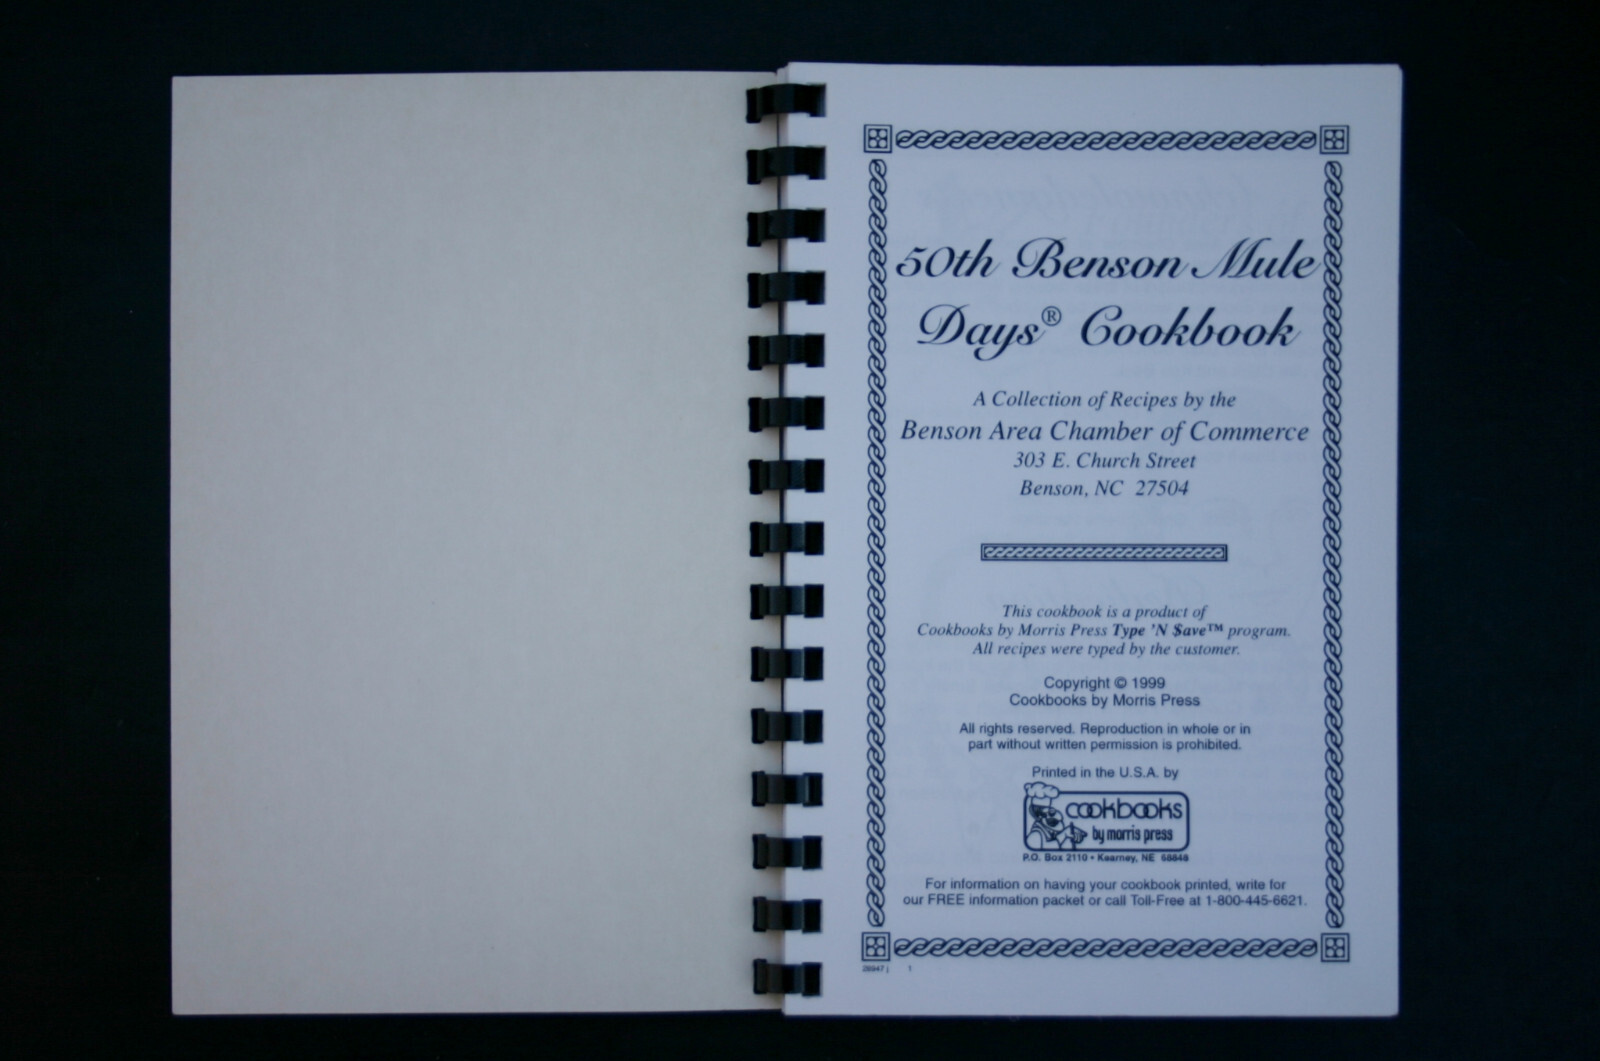 50th Benson Mule
Days® Cookbook
A Collection of Recipes by the
Benson Area Chamber of Commerce
303 E. Church Street
Benson, NC 27504
This cookbook is a product of
Cookbooks by Morris Press Type 'N $ave™ program.
All recipes were typed by the customer.
Copyright © 1999
Cookbooks by Morris Press
All rights reserved. Reproduction in whole or in
part without written permission is prohibited.
Printed in the U.S.A. by
cookbooks
by morris press
P.O. Box 2110 • Kearney, NE 68848
For information on having your cookbook printed, write for
our FREE information packet or call Toll-Free at 1-800-445-6621.
28947 j 1